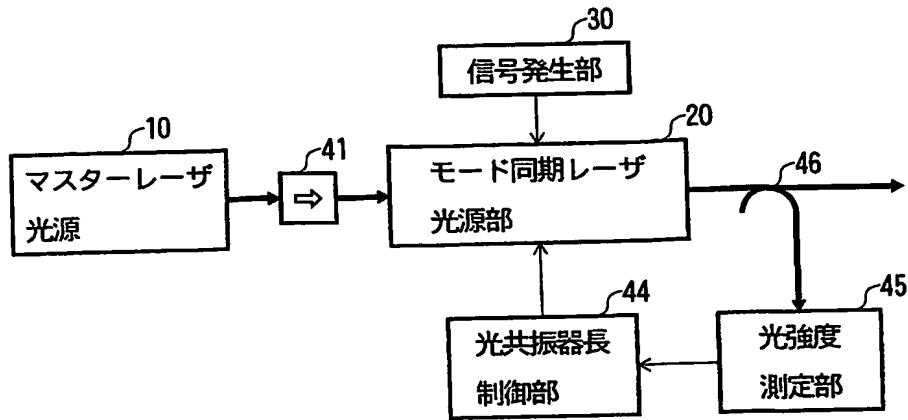 30
信号発生部
10
マスターレーザ
光源
41
20
モード同期レーザ
光源部
46
44
光共振器長
制御部
45
光強度
測定部